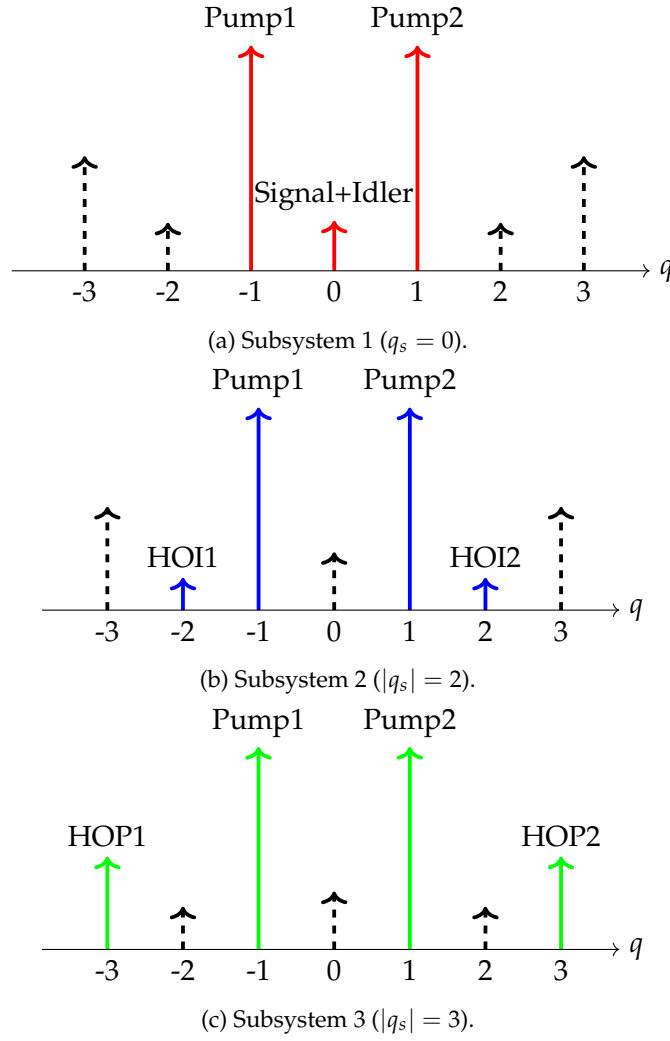 Pump1 Pump2
Signal+Idler
q
-3 -2 -1 0 1 2 3
(a) Subsystem 1 (q_s = 0).
Pump1 Pump2
HOI1 HOI2
q
-3 -2 -1 0 1 2 3
(b) Subsystem 2 (|q_s| = 2).
Pump1 Pump2
HOP1 HOP2
q
-3 -2 -1 0 1 2 3
(c) Subsystem 3 (|q_s| = 3).